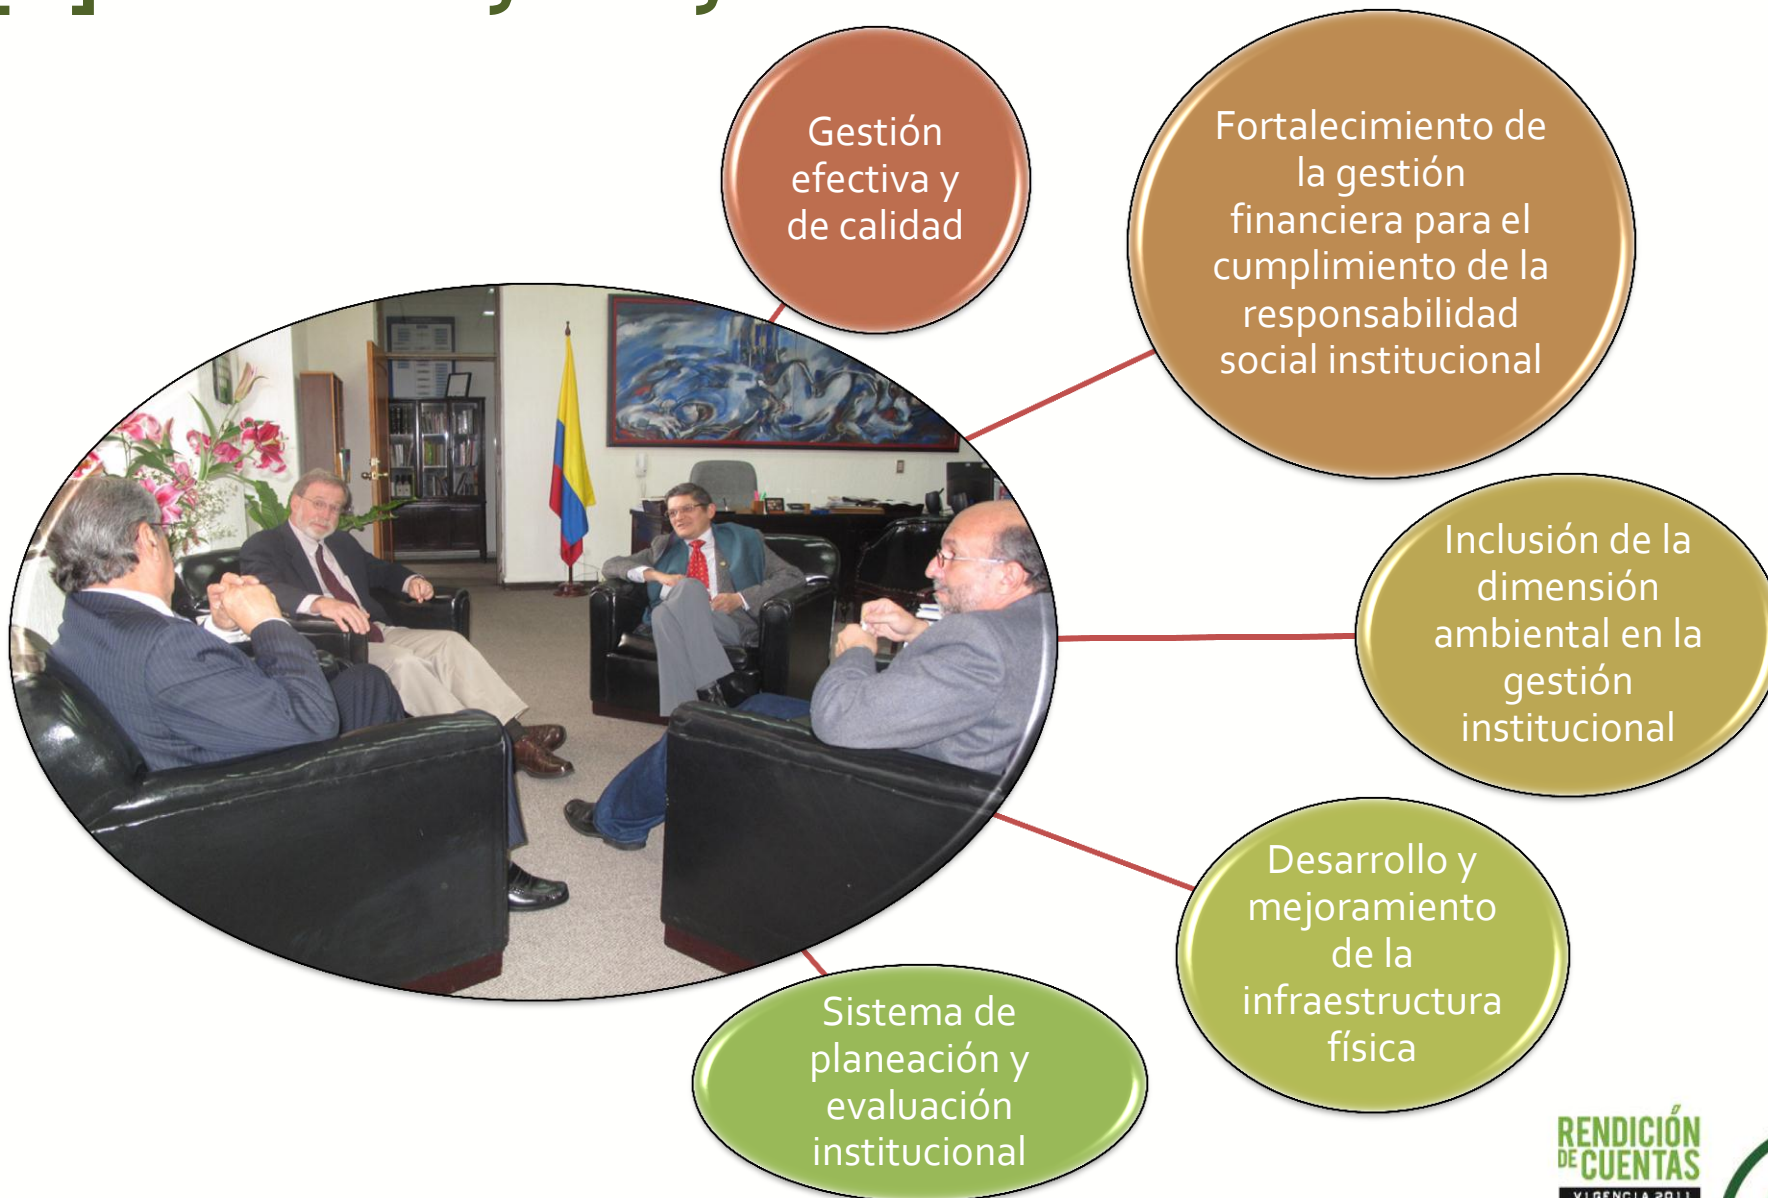 Gestión
efectiva y
de calidad
Fortalecimiento de
la gestión
financiera para el
cumplimiento de la
responsabilidad
social institucional
Inclusión de la
dimensión
ambiental en la
gestión
institucional
Desarrollo y
mejoramiento
de la
infraestructura
física
Sistema de
planeación y
evaluación
institucional
RENDICIÓN
DE CUENTAS
VIGENCIA 2011